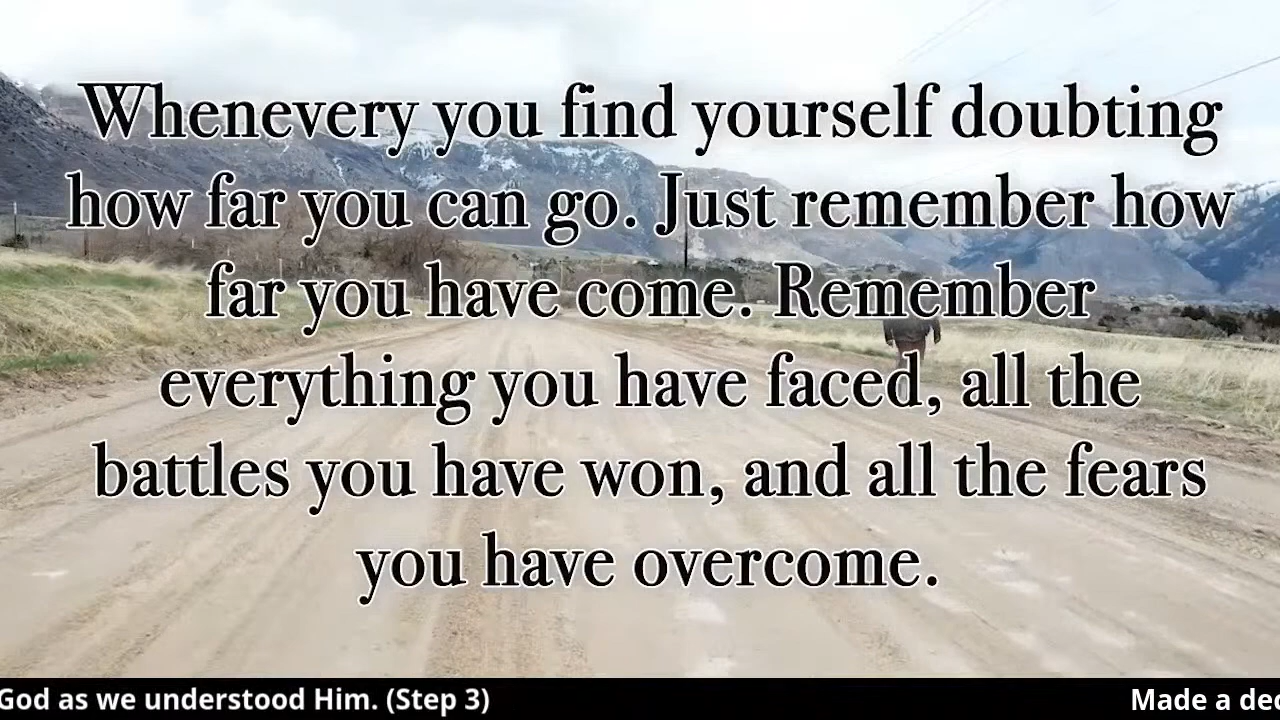 Whenevery you find yourself doubting
how far you can go. Just remember how
far you have come. Remember
everything you have faced, all the
battles you have won, and all the fears
you have overcome.
God as we understood Him. (Step 3)
Made a